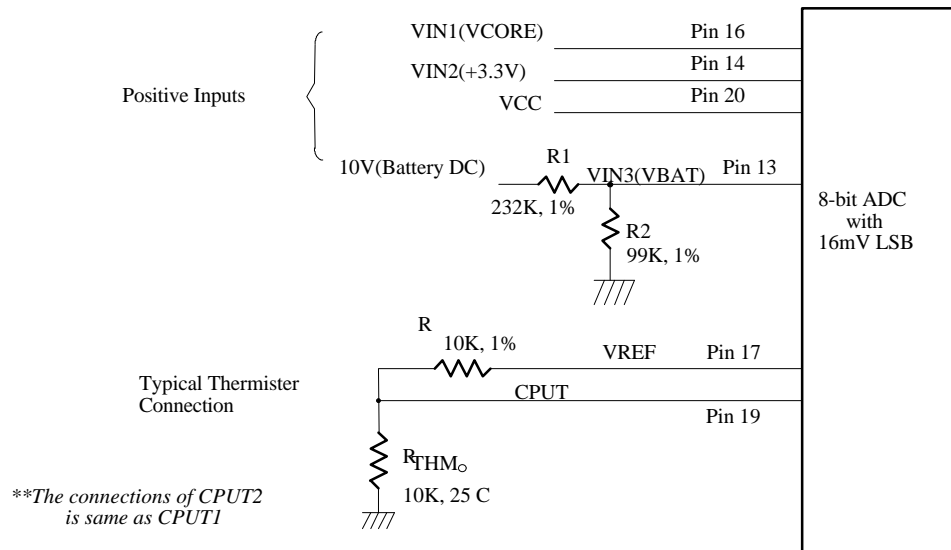 VIN1(VCORE) Pin 16
VIN2(+3.3V) Pin 14
VCC Pin 20
Positive Inputs
10V(Battery DC) R1 VIN3(VBAT) Pin 13
232K, 1%
R2
99K, 1%
8-bit ADC
with
16mV LSB
R
10K, 1%
VREF Pin 17
Typical Thermister
Connection
CPUT
Pin 19
RTHM
10K, 25 C
**The connections of CPUT2
is same as CPUT1